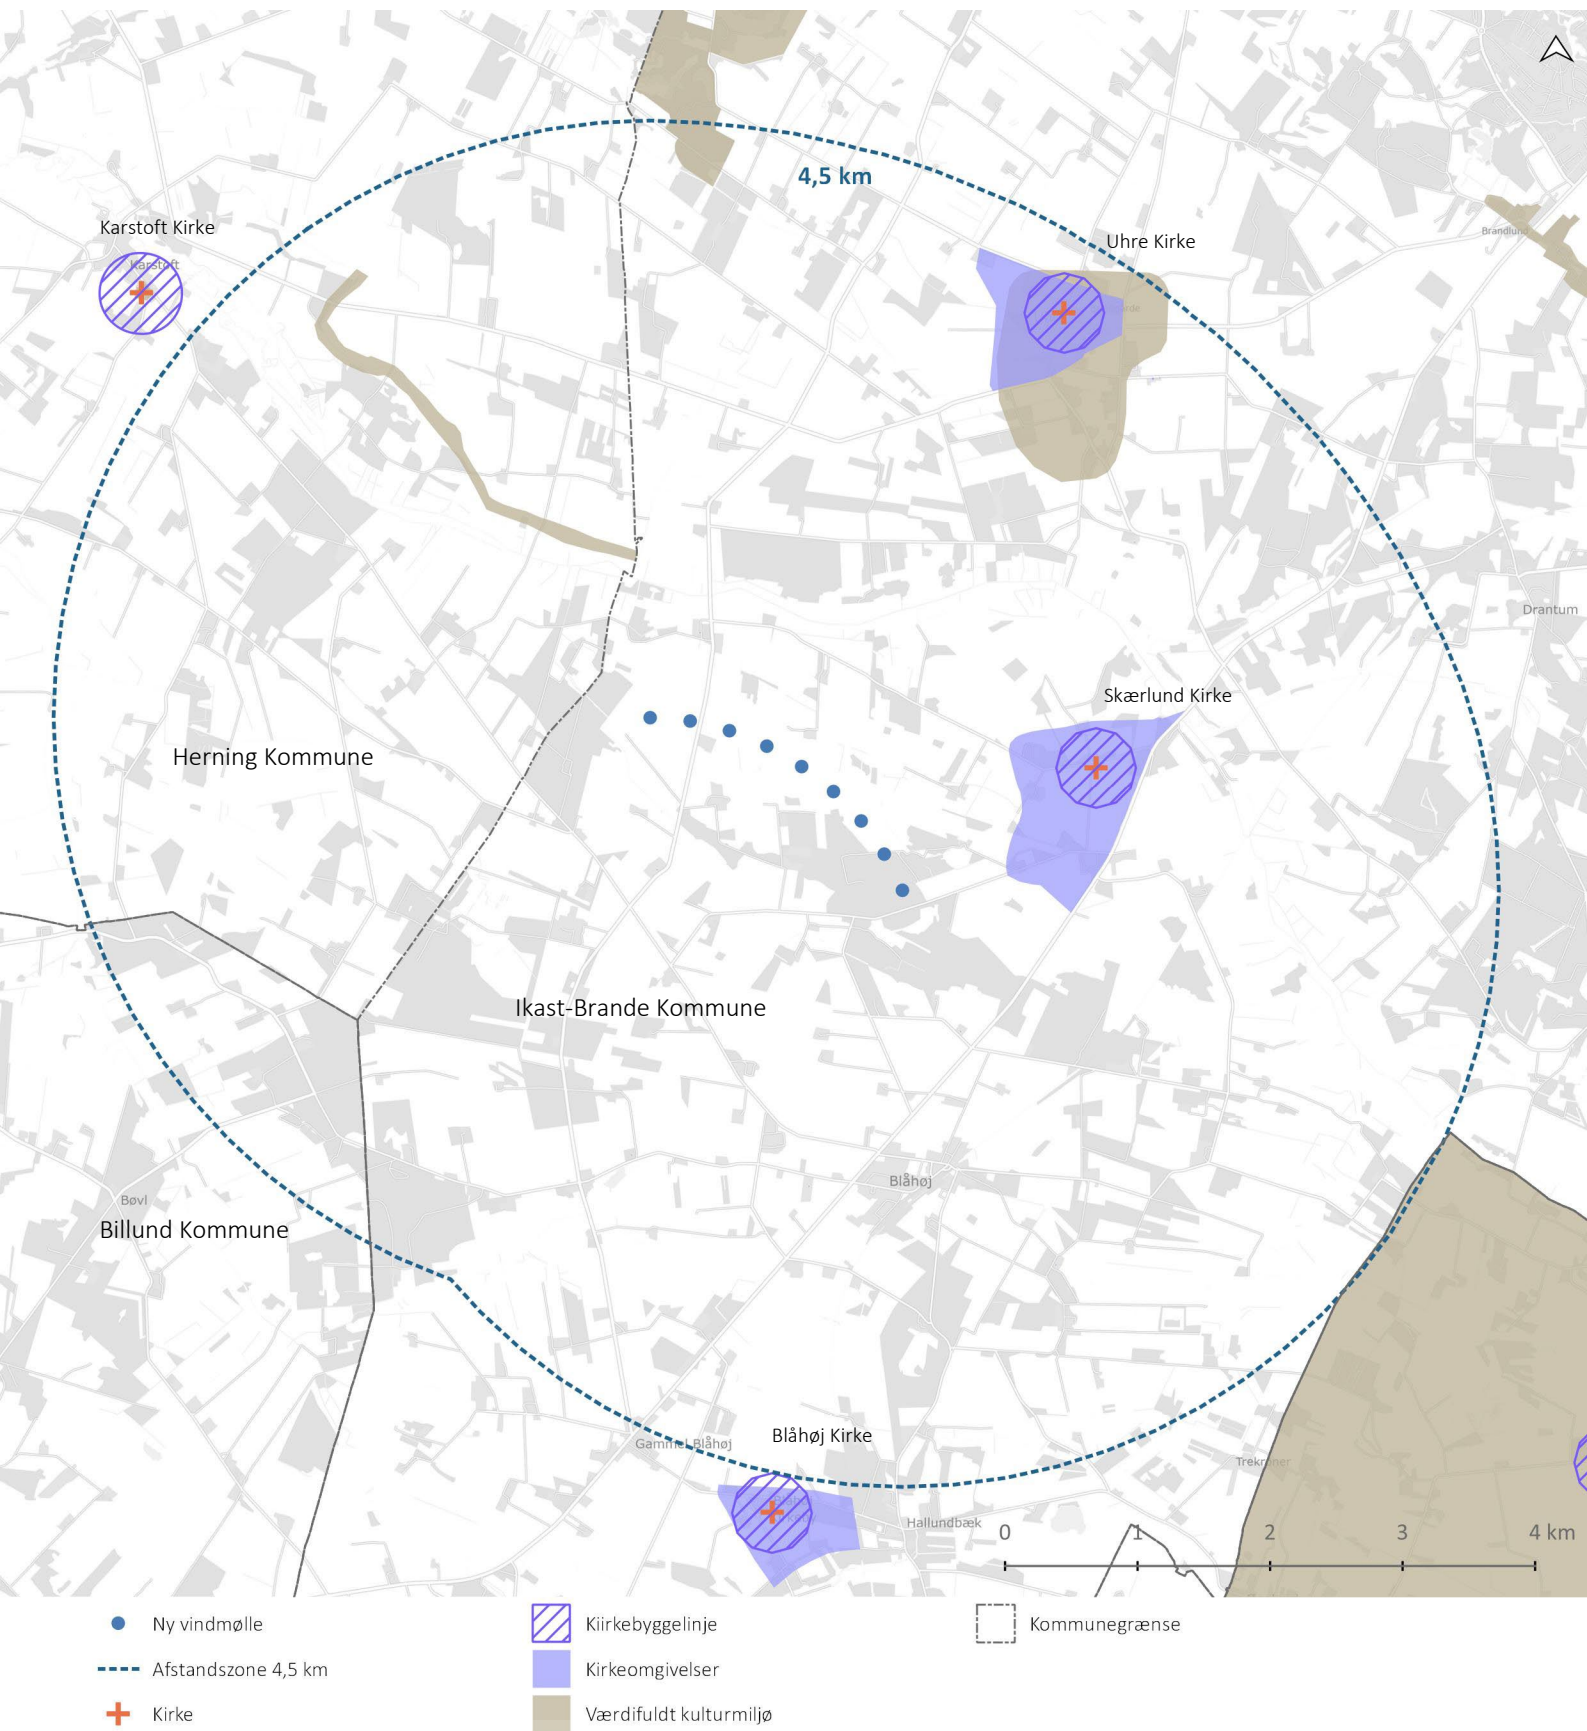 4,5 km
Karstoft Kirke
Karstoft
Uhre Kirke
Brandlund
Drantum
Skærlund Kirke
Herning Kommune
Ikast-Brande Kommune
Blåhøj
Bøvl
Billund Kommune
Gammel Blåhøj
Blåhøj Kirke
Trekroner
Hallundbæk
0 1 2 3 4 km
Ny vindmølle
Afstandszone 4,5 km
Kirke
Kiirkebyggelinje
Kirkeomgivelser
Værdifuldt kulturmiljø
Kommunegrænse